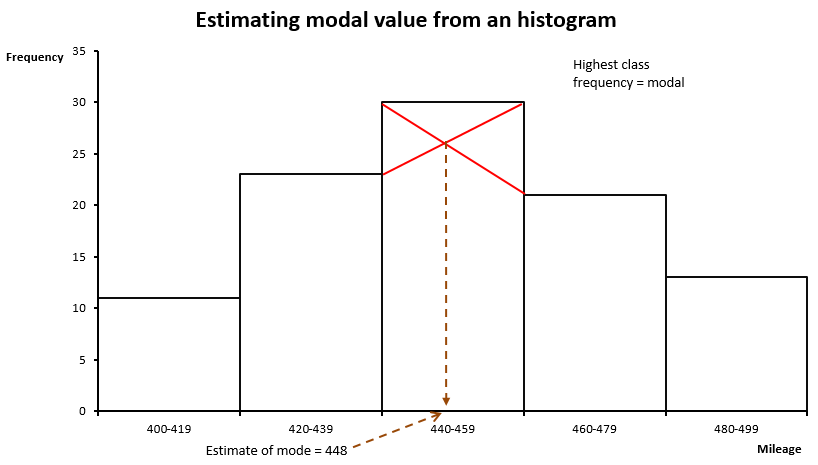 Estimating modal value from an histogram
Frequency
Highest class
frequency = modal
35
30
25
20
15
10
5
0
400-419 420-439 440-459 460-479 480-499
Estimate of mode = 448
Mileage